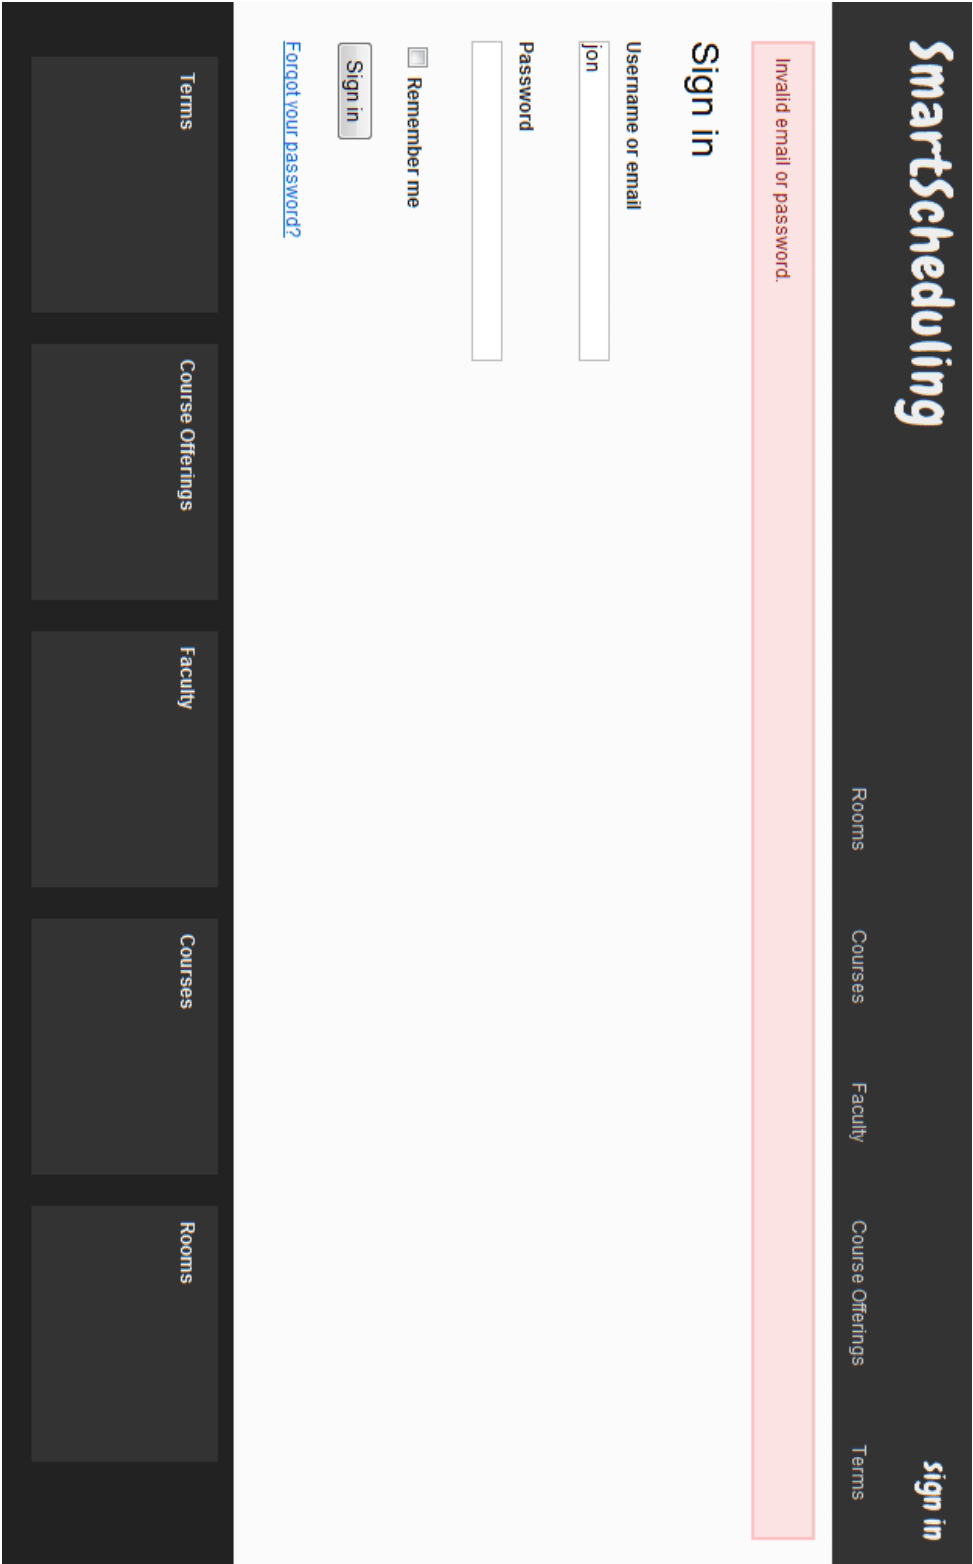 SmartScheduling
sign in
Rooms Courses Faculty Course Offerings Terms
Invalid email or password.
Sign in
Username or email
jon
Password
Remember me
Sign in
Forgot your password?
Terms Course Offerings Faculty Courses Rooms